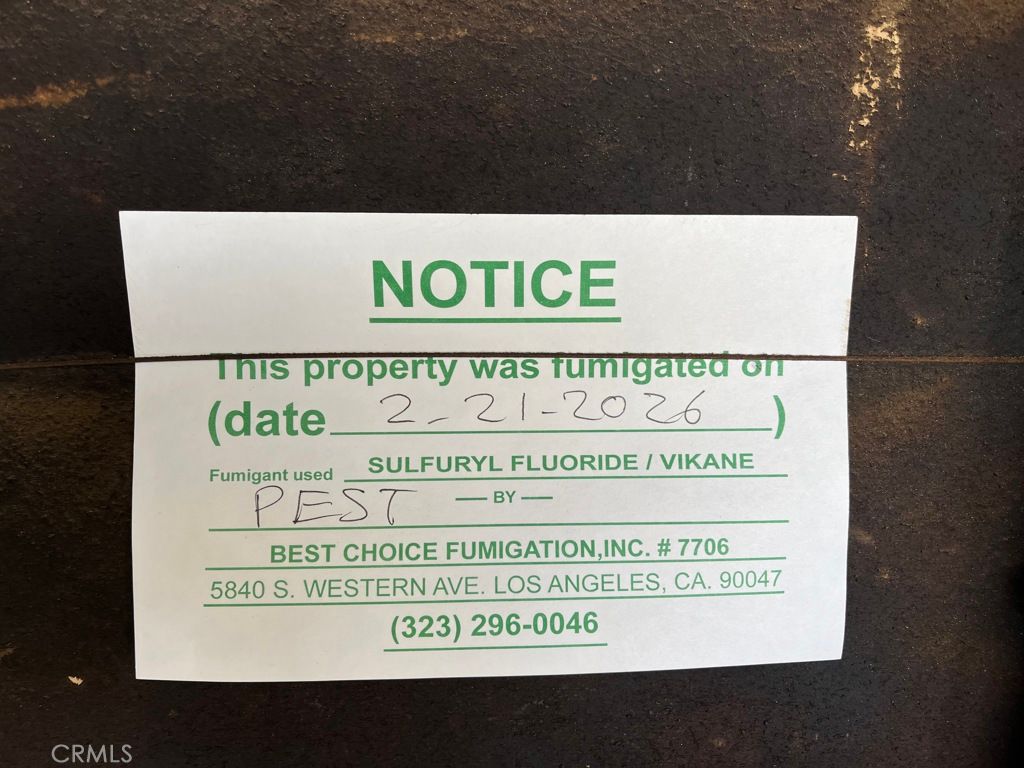 NOTICE
This property was fumigated on
(date 2-21-2026 )
Fumigant used SULFURYL FLUORIDE / VIKANE
PEST — BY —
BEST CHOICE FUMIGATION,INC. # 7706
5840 S. WESTERN AVE. LOS ANGELES, CA. 90047
(323) 296-0046
CRMLS